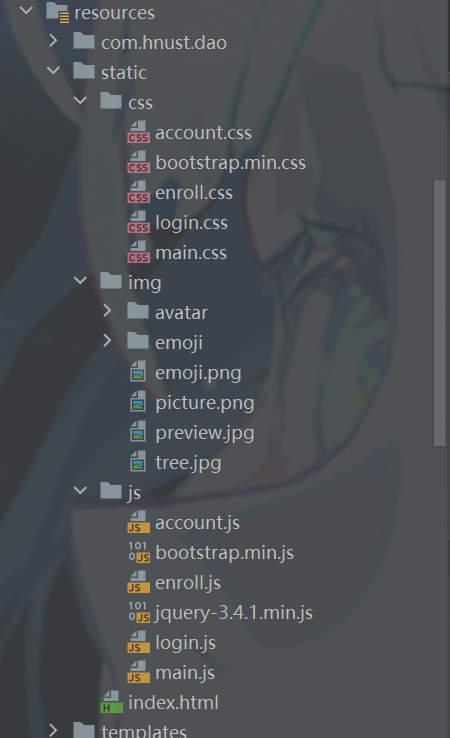 resources
com.hnust.dao
static
css
account.css
bootstrap.min.css
enroll.css
login.css
main.css
img
avatar
emoji
emoji.png
picture.png
preview.jpg
tree.jpg
js
account.js
bootstrap.min.js
enroll.js
jquery-3.4.1.min.js
login.js
main.js
index.html
templates